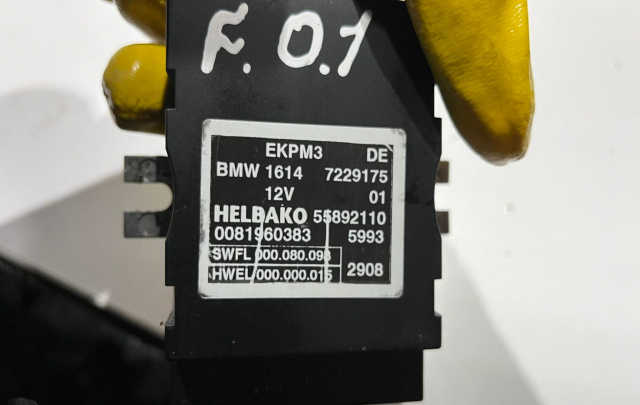 F. 0.1
EKPM3 DE
BMW 1614 7229175
12V 01
HELBAKO 55892110
0081960383 5993
SWFL 000.080.098
HWEL 000.000.015 2908